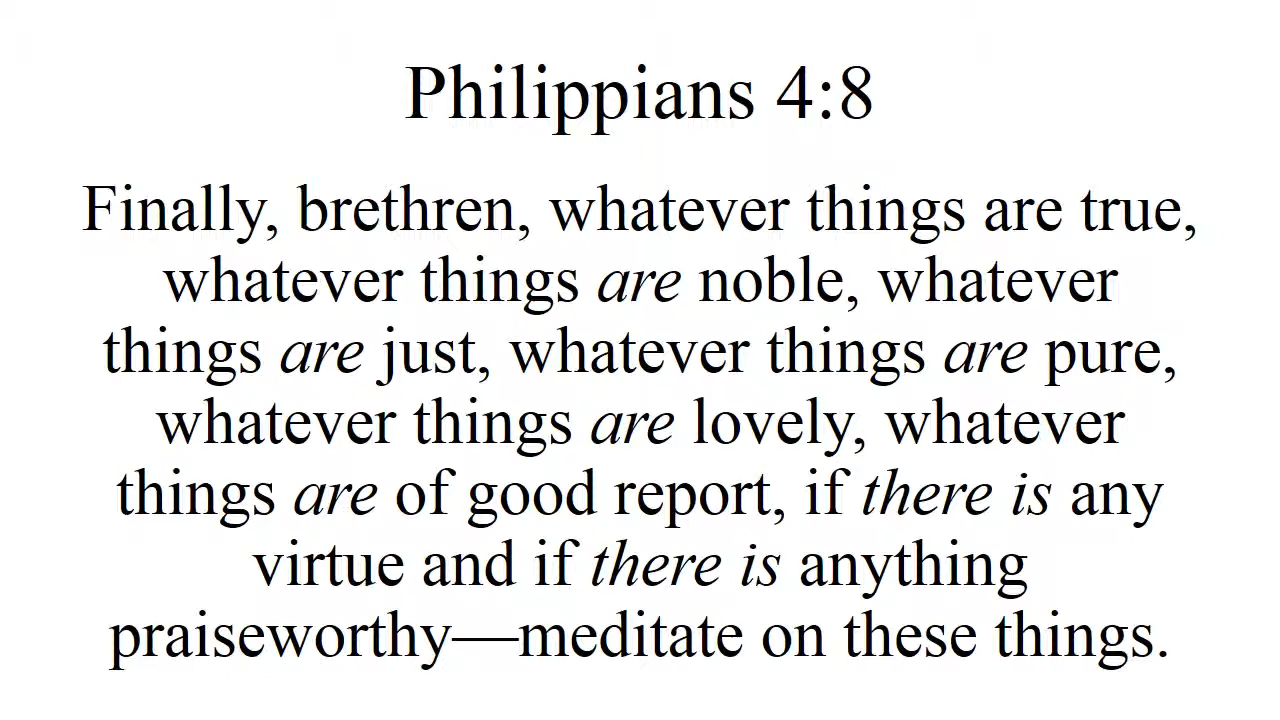 Philippians 4:8
Finally, brethren, whatever things are true,
whatever things are noble, whatever
things are just, whatever things are pure,
whatever things are lovely, whatever
things are of good report, if there is any
virtue and if there is anything
praiseworthy—meditate on these things.